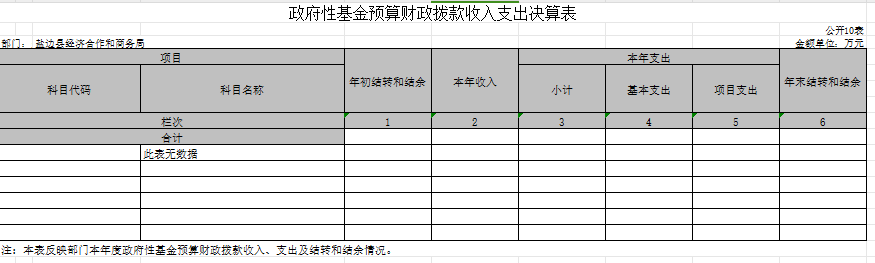 政府性基金预算财政拨款收入支出决算表
公开10表
部门： 盐边县经济合作和商务局 金额单位：万元
项目 年初结转和结余 本年收入 本年支出 年末结转和结余
科目代码 科目名称 小计 基本支出 项目支出
栏次 1 2 3 4 5 6
合计
此表无数据
注：本表反映部门本年度政府性基金预算财政拨款收入、支出及结转和结余情况。